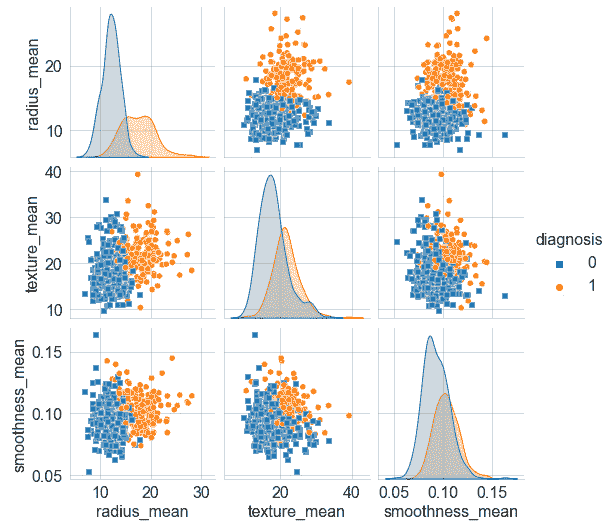 radius_mean
20
10
texture_mean
40
30
20
10
diagnosis
0
1
smoothness_mean
0.15
0.10
0.05
10 20 30
20 40
0.05 0.10 0.15
radius_mean texture_mean smoothness_mean